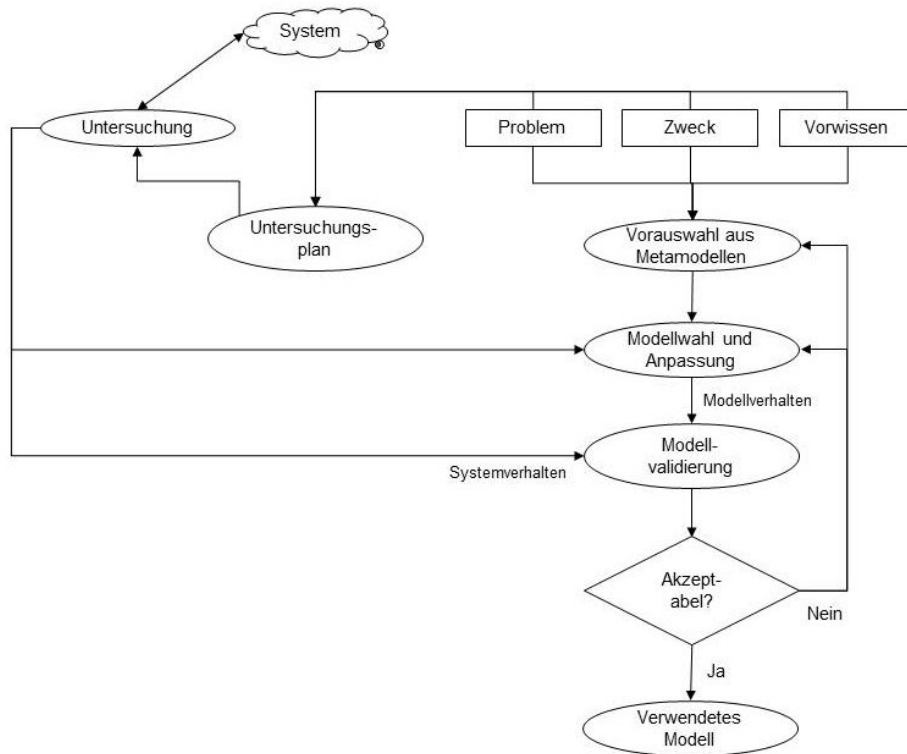 System
Untersuchung
Problem
Zweck
Vorwissen
Untersuchungs-
plan
Vorauswahl aus
Metamodellen
Modellwahl und
Anpassung
Modellverhalten
Modell-
validierung
Systemverhalten
Akzept-
abel?
Nein
Ja
Verwendetes
Modell